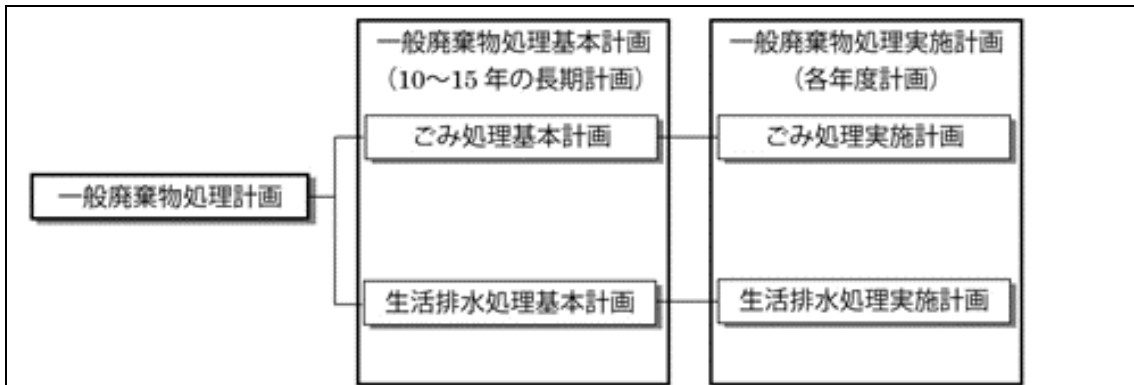 一般廃棄物処理基本計画
（10～15 年の長期計画）
ごみ処理基本計画
生活排水処理基本計画
一般廃棄物処理実施計画
（各年度計画）
ごみ処理実施計画
生活排水処理実施計画
一般廃棄物処理計画